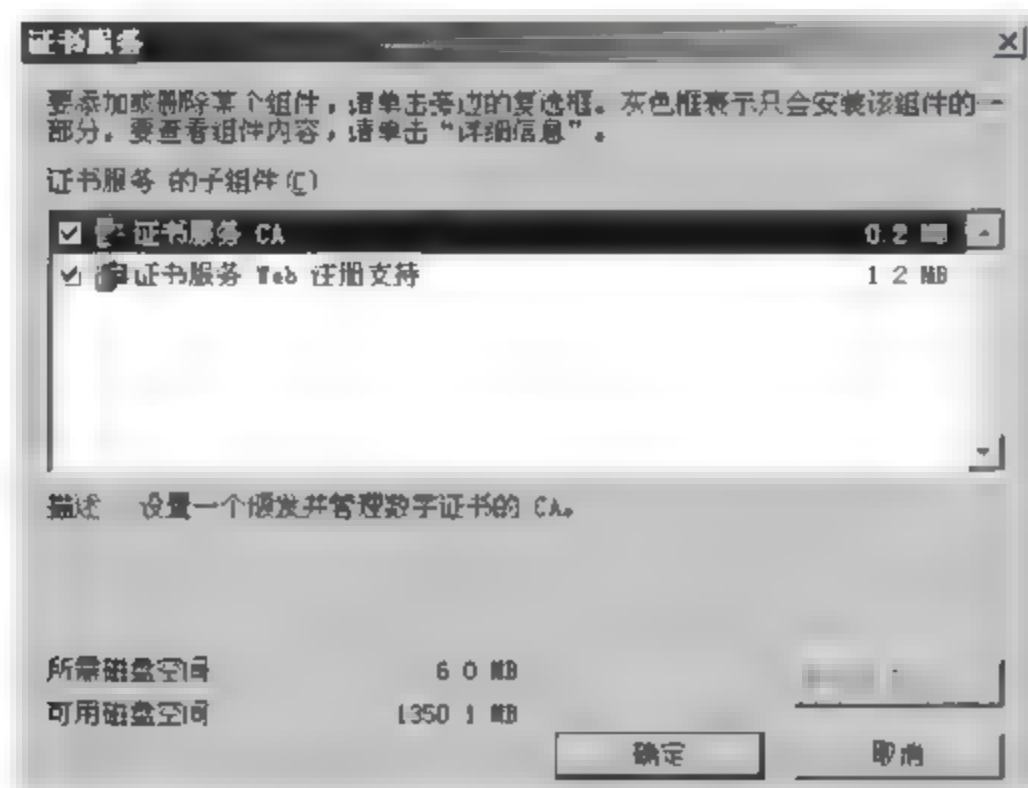 证书服务
要添加或删除某个组件，请单击旁边的复选框。灰色框表示只会安装该组件的一
部分。要查看组件内容，请单击“详细信息”。
证书服务 的子组件(C)
证书服务 CA 0.2 MB
证书服务 Web 注册支持 1 2 MB
描述 设置一个颁发并管理数字证书的 CA。
所需磁盘空间 6 0 MB
可用磁盘空间 1350 1 MB
确定 取消